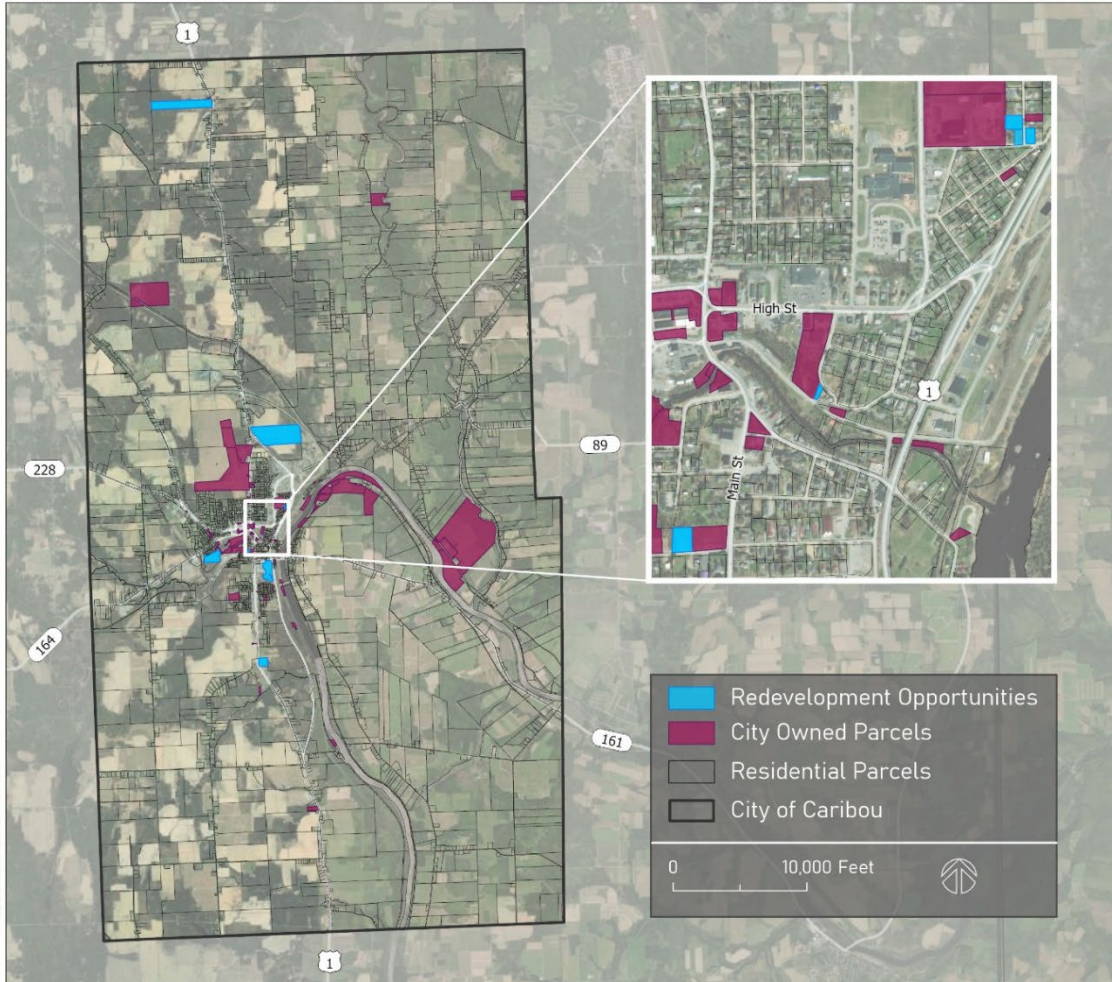 1
High St
1
Main St
89
228
164
161
1
Redevelopment Opportunities
City Owned Parcels
Residential Parcels
City of Caribou
0
10,000 Feet